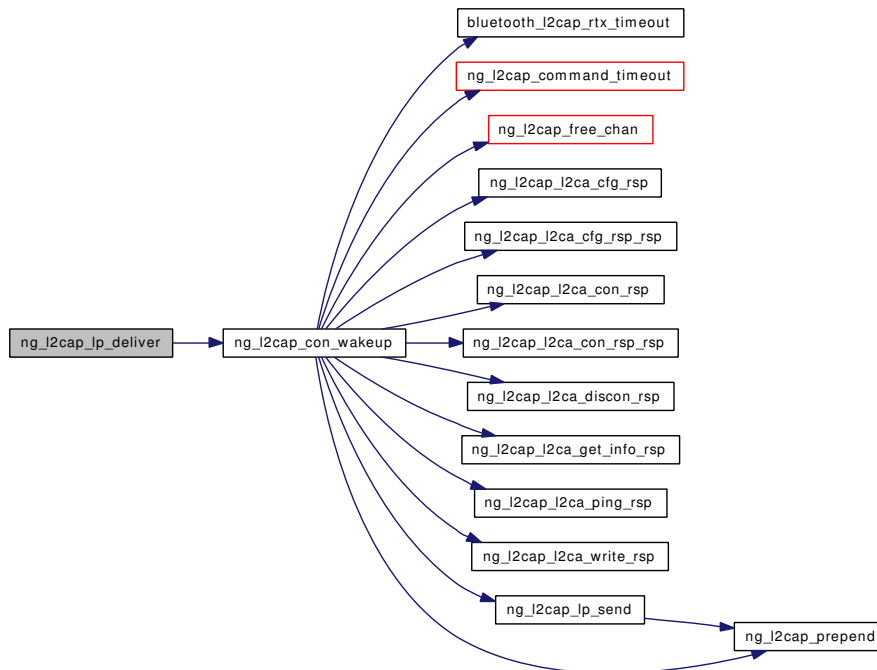 bluetooth_l2cap_rtx_timeout
ng_l2cap_command_timeout
ng_l2cap_free_chan
ng_l2cap_l2ca_cfg_rsp
ng_l2cap_l2ca_cfg_rsp_rsp
ng_l2cap_l2ca_con_rsp
ng_l2cap_lp_deliver
ng_l2cap_con_wakeup
ng_l2cap_l2ca_con_rsp_rsp
ng_l2cap_l2ca_discon_rsp
ng_l2cap_l2ca_get_info_rsp
ng_l2cap_l2ca_ping_rsp
ng_l2cap_l2ca_write_rsp
ng_l2cap_lp_send
ng_l2cap_prepend